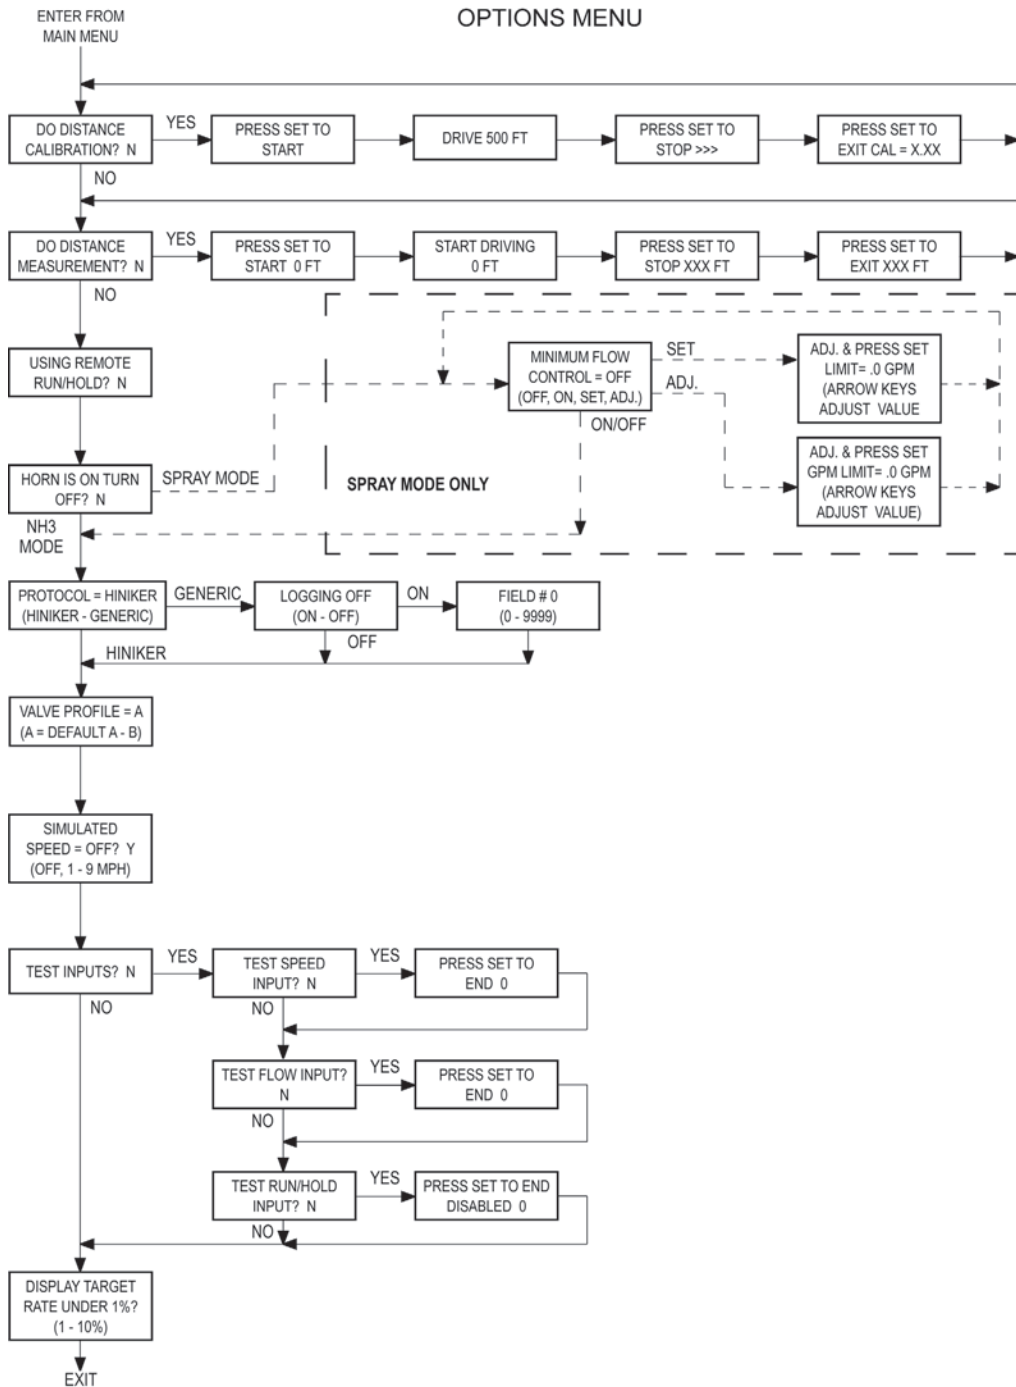 ENTER FROM
MAIN MENU
OPTIONS MENU
DO DISTANCE
CALIBRATION? N
YES
PRESS SET TO
START
DRIVE 500 FT
PRESS SET TO
STOP >>>
PRESS SET TO
EXIT CAL = X.XX
NO
DO DISTANCE
MEASUREMENT? N
YES
PRESS SET TO
START 0 FT
START DRIVING
0 FT
PRESS SET TO
STOP XXX FT
PRESS SET TO
EXIT XXX FT
NO
USING REMOTE
RUN/HOLD? N
MINIMUM FLOW
CONTROL = OFF
(OFF, ON, SET, ADJ.)
SET
ADJ.
ON/OFF
ADJ. & PRESS SET
LIMIT= .0 GPM
(ARROW KEYS
ADJUST VALUE
ADJ. & PRESS SET
GPM LIMIT= .0 GPM
(ARROW KEYS
ADJUST VALUE)
HORN IS ON TURN
OFF? N
SPRAY MODE
SPRAY MODE ONLY
NH3
MODE
PROTOCOL = HINIKER
(HINIKER - GENERIC)
GENERIC
LOGGING OFF
(ON - OFF)
ON
FIELD # 0
(0 - 9999)
OFF
HINIKER
VALVE PROFILE = A
(A = DEFAULT A - B)
SIMULATED
SPEED = OFF? Y
(OFF, 1 - 9 MPH)
TEST INPUTS? N
YES
TEST SPEED
INPUT? N
YES
PRESS SET TO
END 0
NO
NO
TEST FLOW INPUT?
N
YES
PRESS SET TO
END 0
NO
TEST RUN/HOLD
INPUT? N
YES
PRESS SET TO END
DISABLED 0
NO
DISPLAY TARGET
RATE UNDER 1%?
(1 - 10%)
EXIT